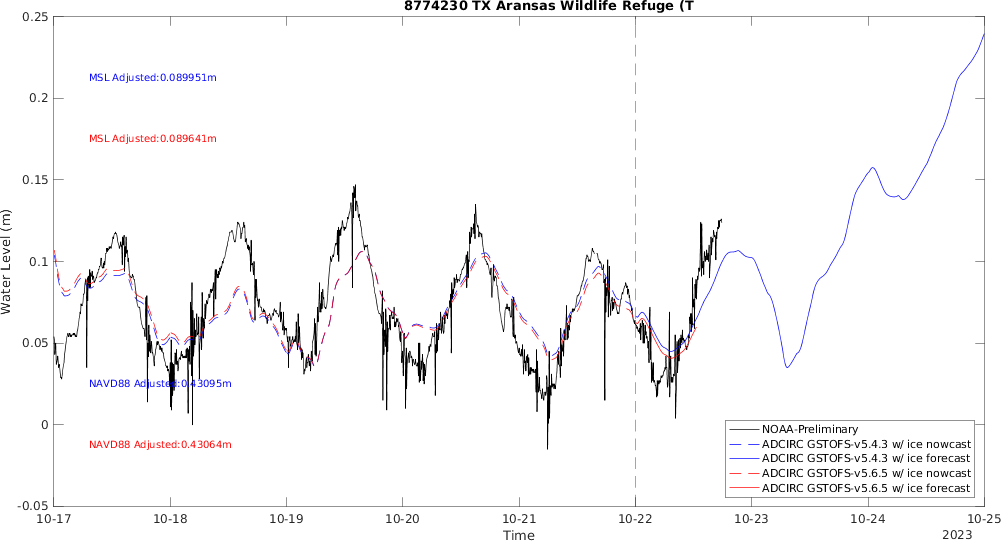 8774230 TX Aransas Wildlife Refuge (T
0.25
0.2
0.15
0.1
0.05
0
-0.05
Water Level (m)
MSL Adjusted:0.089951m
MSL Adjusted:0.089641m
NAVD88 Adjusted:0.43095m
NAVD88 Adjusted:0.43064m
NOAA-Preliminary
ADCIRC GSTOFS-v5.4.3 w/ ice nowcast
ADCIRC GSTOFS-v5.4.3 w/ ice forecast
ADCIRC GSTOFS-v5.6.5 w/ ice nowcast
ADCIRC GSTOFS-v5.6.5 w/ ice forecast
10-17 10-18 10-19 10-20 10-21 10-22 10-23 10-24 10-25
Time
2023